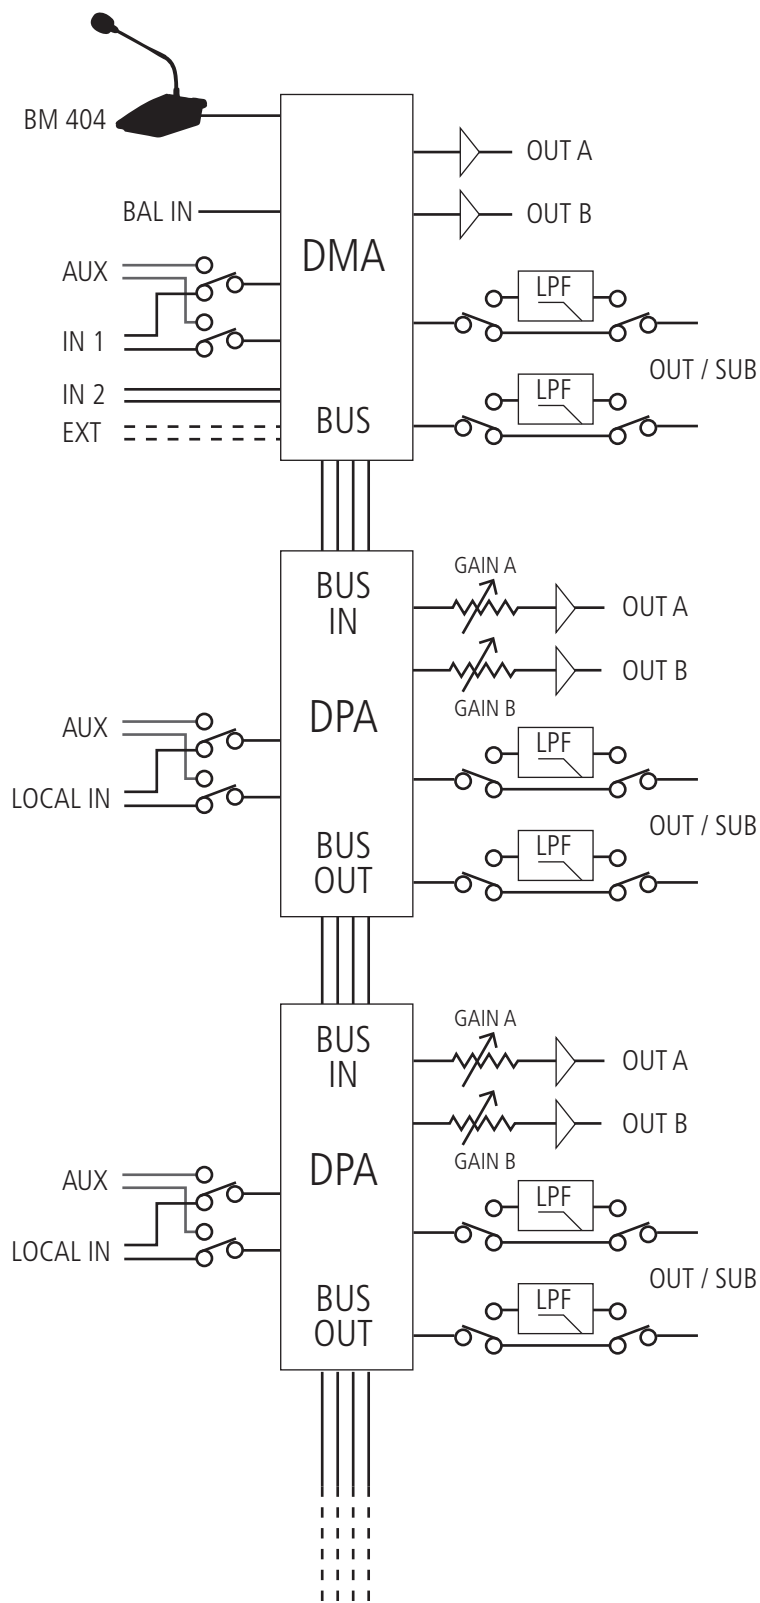 BM 404
OUT A
BAL IN
OUT B
DMA
AUX
LPF
IN 1
OUT / SUB
IN 2
LPF
EXT
BUS
GAIN A
BUS
IN
OUT A
OUT B
GAIN B
DPA
AUX
LPF
LOCAL IN
OUT / SUB
BUS
OUT
LPF
GAIN A
BUS
IN
OUT A
OUT B
GAIN B
DPA
AUX
LPF
LOCAL IN
OUT / SUB
BUS
OUT
LPF